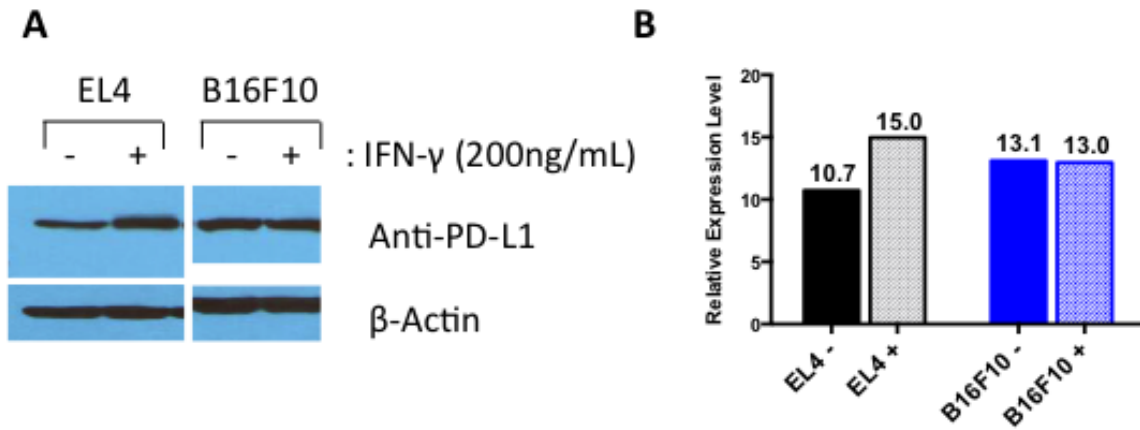 A
EL4 B16F10
- + - + : IFN-γ (200ng/mL)
Anti-PD-L1
β-Actin
B
Relative Expression Level
20
15
10
5
0
10.7
15.0
13.1
13.0
EL4 -
EL4 +
B16F10 -
B16F10 +